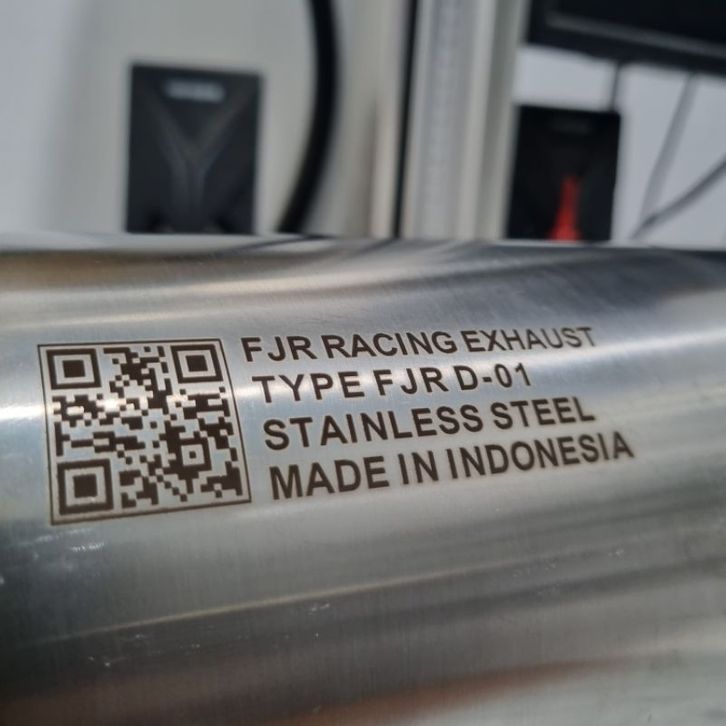 FJR RACING EXHAUST
TYPE FJR D-01
STAINLESS STEEL
MADE IN INDONESIA